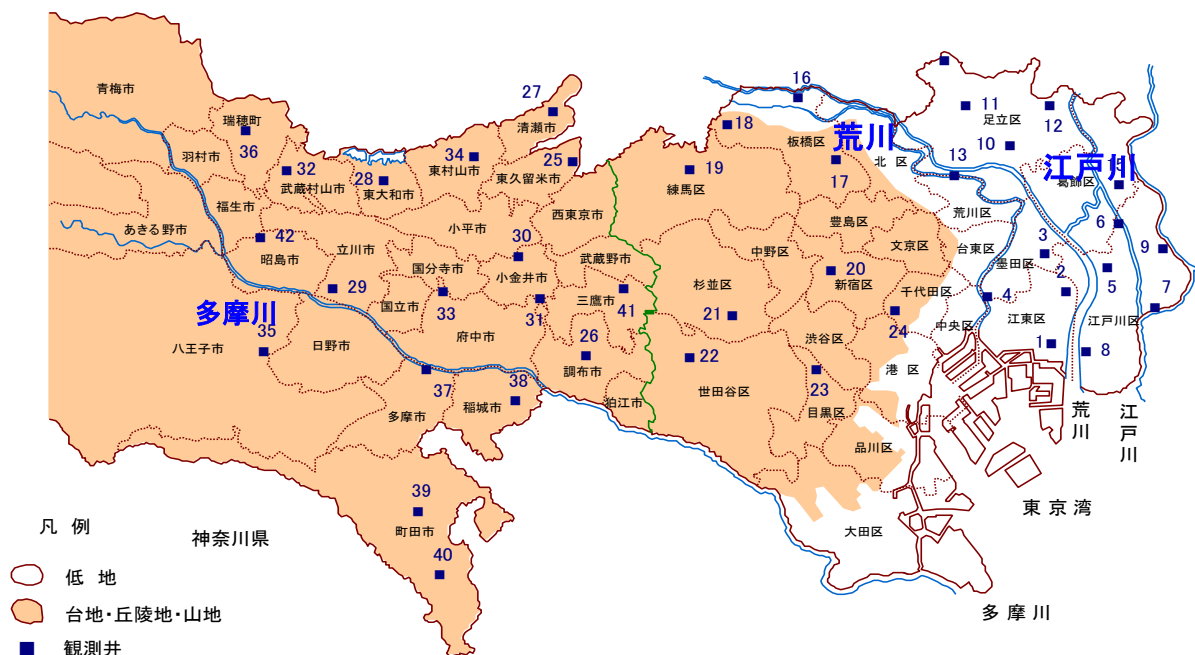 青梅市
瑞穂町
羽村市
36
32
武蔵村山市
28
東大和市
34
東村山市
27
清瀬市
25
東久留米市
福生市
あきる野市
42
昭島市
立川市
29
小平市
西東京市
30
小金井市
国分寺市
国立市
33
31
武蔵野市
三鷹市
41
26
調布市
狛江市
府中市
多摩川
35
八王子市
日野市
37
38
多摩市
稲城市
39
町田市
40
神奈川県
16
18
板橋区
荒川
北 区
17
19
練馬区
豊島区
文京区
中野区
杉並区
20
新宿区
千代田区
21
24
22
渋谷区
世田谷区
23
目黒区
港 区
品川区
大田区
11
足立区
12
10
13
江戸川
葛飾区
荒川区
台東区
墨田区
3
2
6
9
5
7
4
中央区
江東区
1
8
江戸川区
荒川
江戸川
東京湾
多摩川
凡 例
低 地
台地・丘陵地・山地
観測井